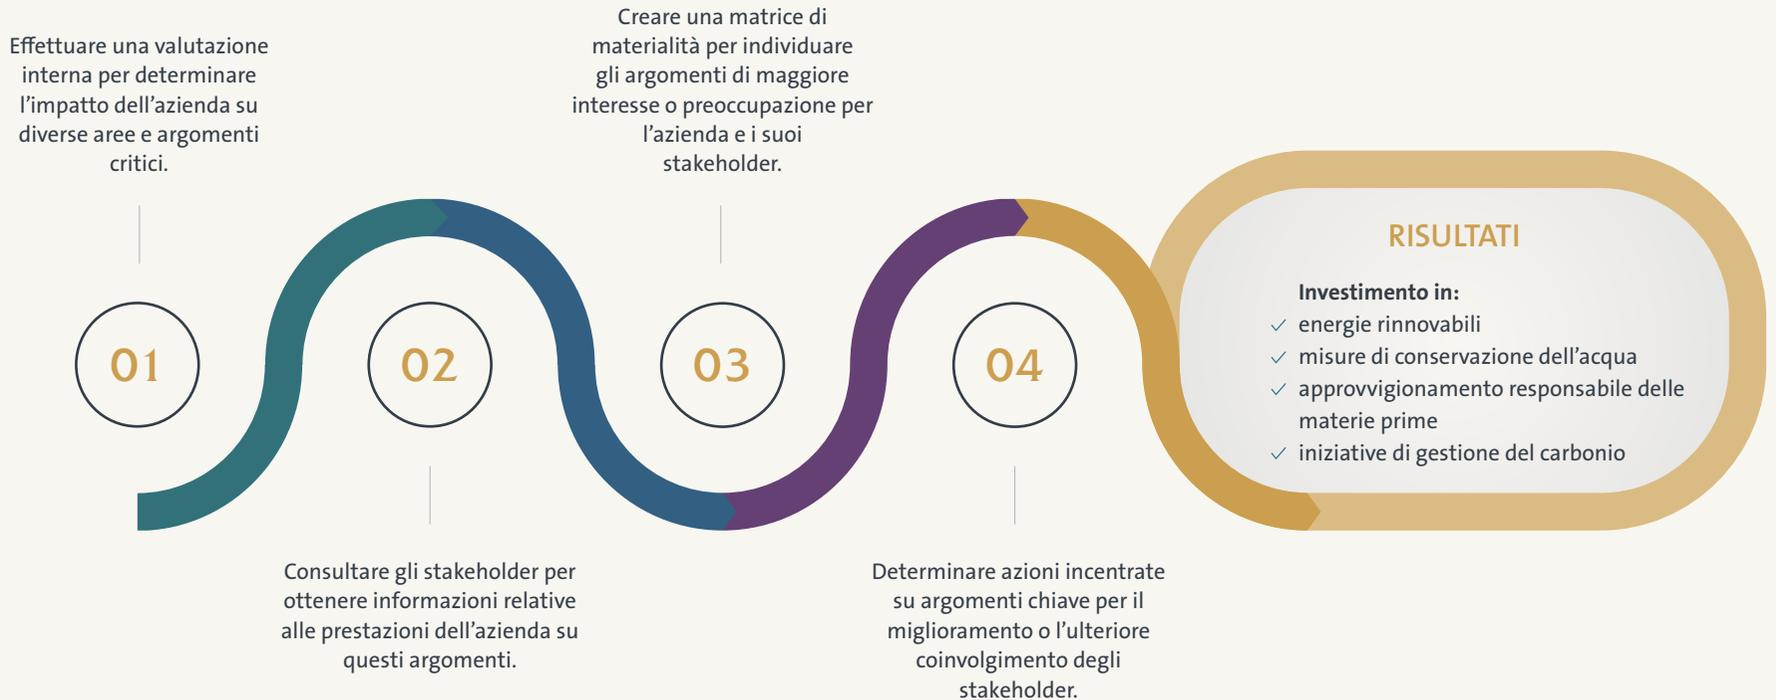 Effettuare una valutazione
interna per determinare
l’impatto dell’azienda su
diverse aree e argomenti
critici.
01
02
Consultare gli stakeholder per
ottenere informazioni relative
alle prestazioni dell’azienda su
questi argomenti.
Creare una matrice di
materialità per individuare
gli argomenti di maggiore
interesse o preoccupazione per
l’azienda e i suoi
stakeholder.
03
04
Determinare azioni incentrate
su argomenti chiave per il
miglioramento o l’ulteriore
coinvolgimento degli
stakeholder.
RISULTATI
Investimento in:
✓ energie rinnovabili
✓ misure di conservazione dell’acqua
✓ approvvigionamento responsabile delle
materie prime
✓ iniziative di gestione del carbonio